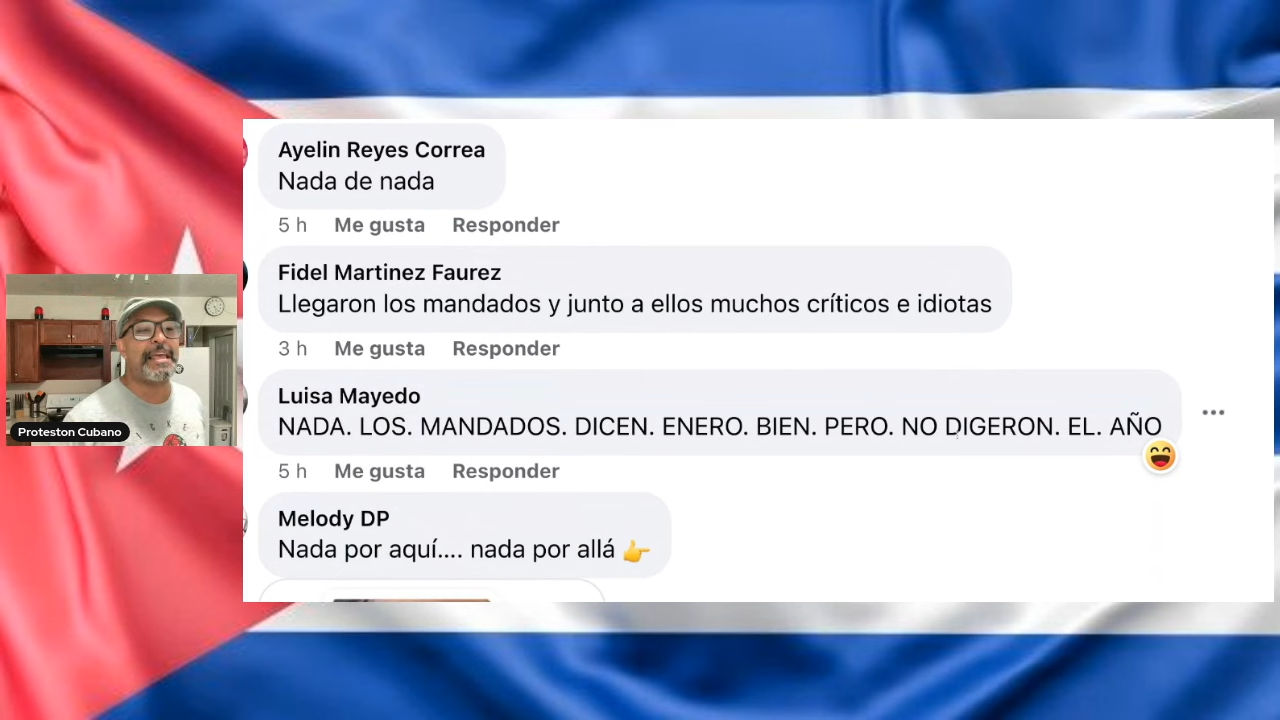 Ayelin Reyes Correa
Nada de nada
5 h Me gusta Responder
Fidel Martinez Faurez
Llegaron los mandados y junto a ellos muchos críticos e idiotas
3 h Me gusta Responder
Luisa Mayedo
NADA. LOS. MANDADOS. DICEN. ENERO. BIEN. PERO. NO DIGERON. EL. AÑO
5 h Me gusta Responder
Melody DP
Nada por aquí.... nada por allá 👉
Proteston Cubano